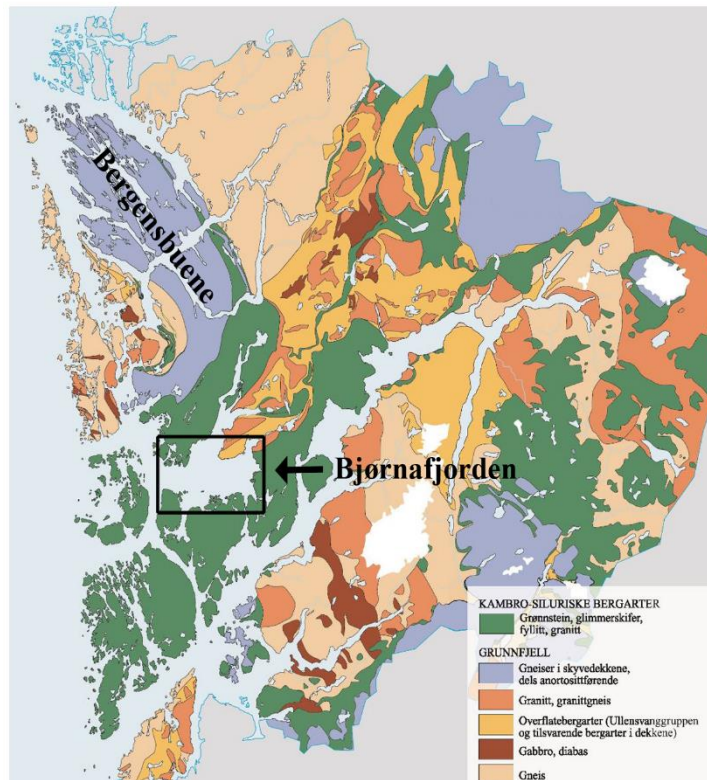 Bergensbuene
Bjørnafjorden
KAMBRO-SILURISKE BERGARTER
Grønnstein, glimmerskifer,
fyllitt, granitt
GRUNNFJELL
Gneiser i skyvedekkene,
dels anortosittførende
Granitt, granittgneis
Overflatebergarter (Ullensvanggruppen
og tilsvarende bergarter i dekkene)
Gabbro, diabas
Gneis